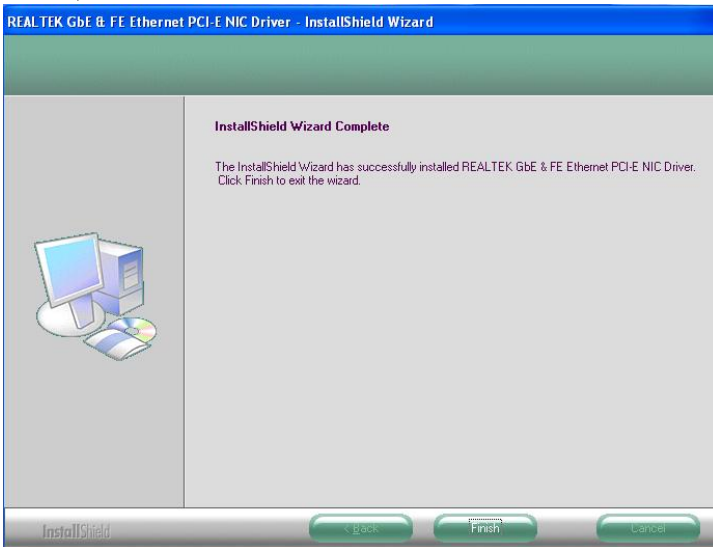 REALTEK GbE & FE Ethernet PCI-E NIC Driver - InstallShield Wizard
InstallShield Wizard Complete
The InstallShield Wizard has successfully installed REALTEK GbE & FE Ethernet PCI-E NIC Driver.
Click Finish to exit the wizard.
InstallShield
< Back
Finish
Cancel